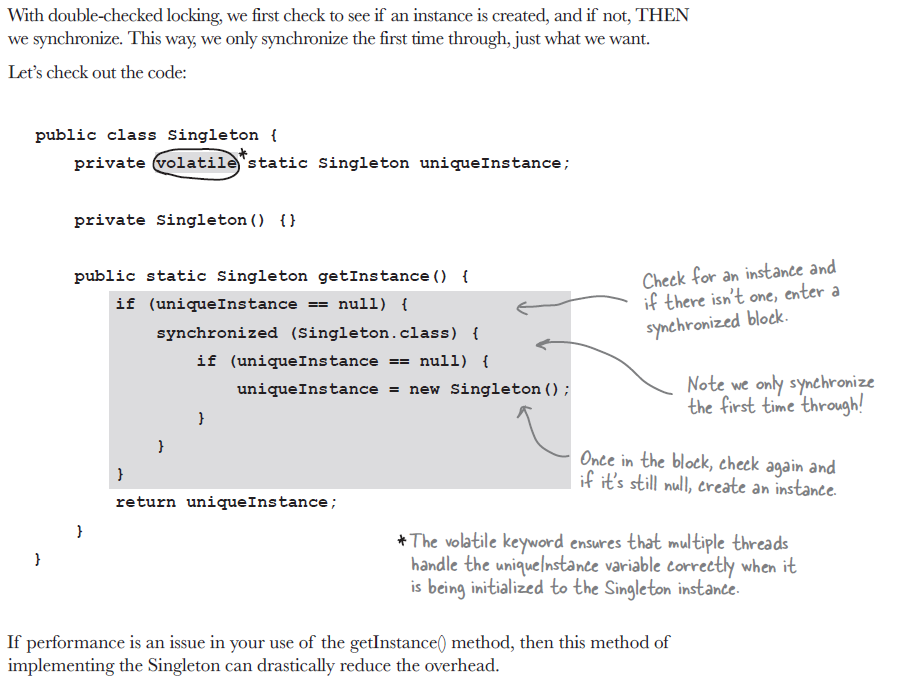 With double-checked locking, we first check to see if an instance is created, and if not, THEN
we synchronize. This way, we only synchronize the first time through, just what we want.
Let's check out the code:
public class Singleton {
private volatile* static Singleton uniqueInstance;
private Singleton() {}
public static Singleton getInstance() {
if (uniqueInstance == null) {
synchronized (Singleton.class) {
if (uniqueInstance == null) {
uniqueInstance = new Singleton();
}
}
}
return uniqueInstance;
}
}
Check for an instance and
if there isn't one, enter a
synchronized block.
Note we only synchronize
the first time through!
Once in the block, check again and
if it's still null, create an instance.
*The volatile keyword ensures that multiple threads
handle the uniqueInstance variable correctly when it
is being initialized to the Singleton instance.
If performance is an issue in your use of the getInstance() method, then this method of
implementing the Singleton can drastically reduce the overhead.